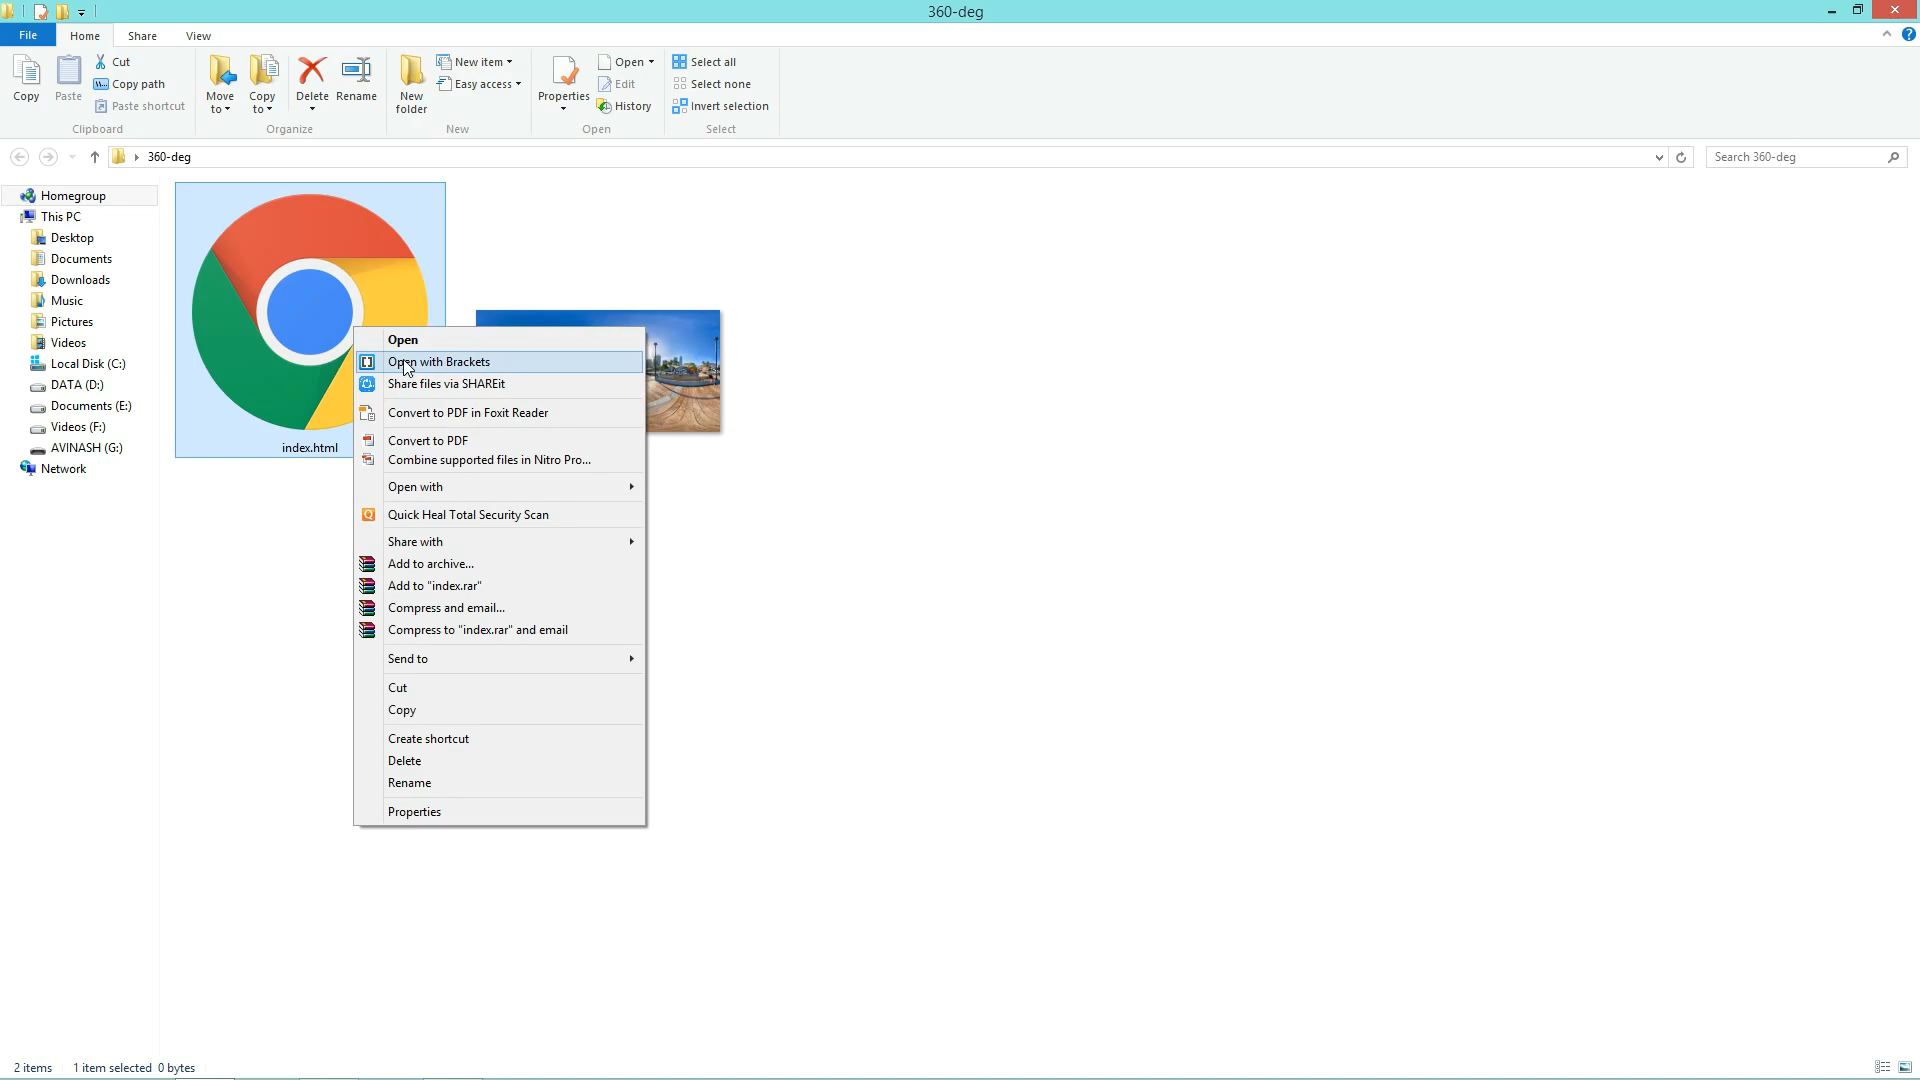 360-deg
File
Home
Share
View
Copy
Paste
Cut
Copy path
Paste shortcut
Clipboard
Move to
Copy to
Delete
Rename
Organize
New folder
New item
Easy access
New
Properties
Open
Edit
History
Open
Select all
Select none
Invert selection
Select
360-deg
Search 360-deg
Homegroup
This PC
Desktop
Documents
Downloads
Music
Pictures
Videos
Local Disk (C:)
DATA (D:)
Documents (E:)
Videos (F:)
AVINASH (G:)
Network
index.html
Open
Open with Brackets
Share files via SHAREit
Convert to PDF in Foxit Reader
Convert to PDF
Combine supported files in Nitro Pro...
Open with
Quick Heal Total Security Scan
Share with
Add to archive...
Add to "index.rar"
Compress and email...
Compress to "index.rar" and email
Send to
Cut
Copy
Create shortcut
Delete
Rename
Properties
2 items 1 item selected 0 bytes